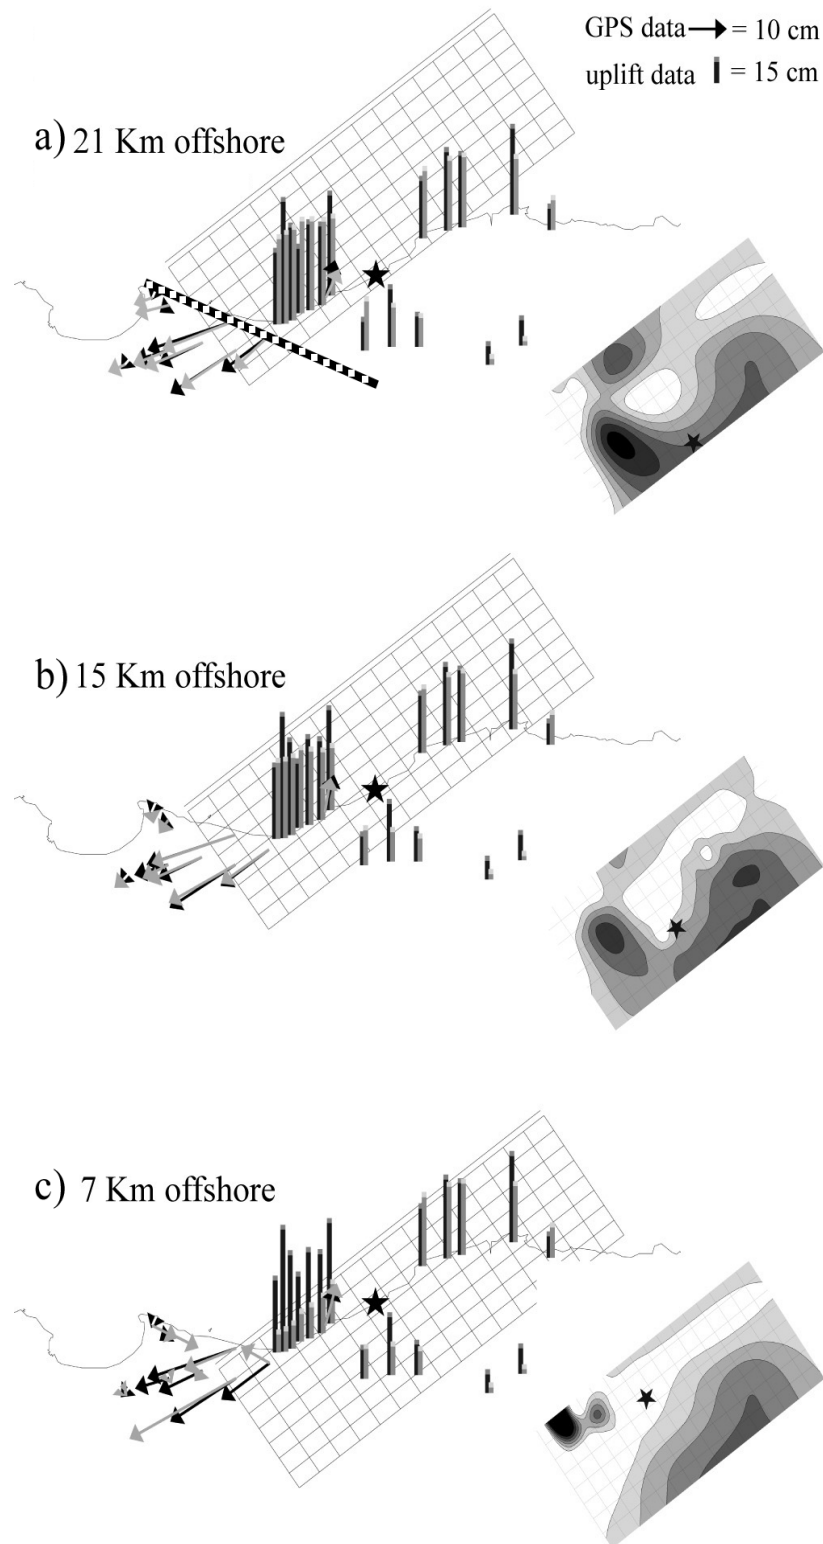 GPS data = 10 cm
uplift data = 15 cm
a) 21 Km offshore
b) 15 Km offshore
c) 7 Km offshore